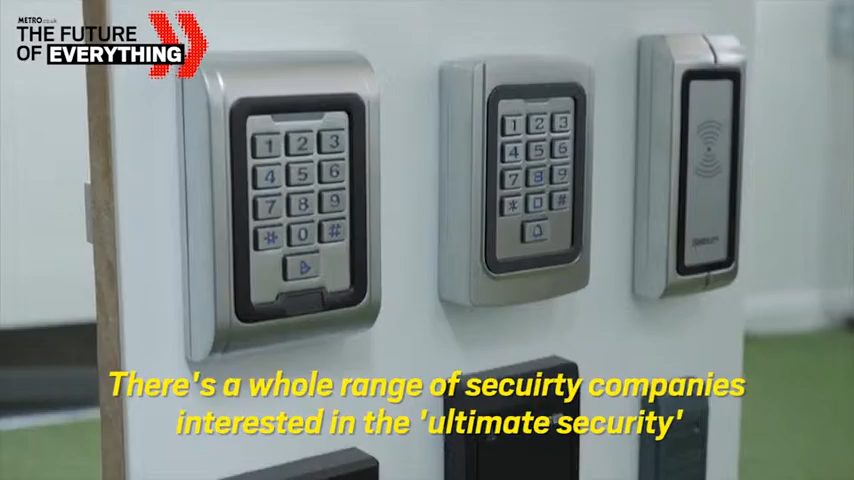 METRO.co.uk
THE FUTURE
OF EVERYTHING
1 2 3
4 5 6
7 8 9
* 0 #
1 2 3
4 5 6
7 8 9
* 0 #
There's a whole range of secuirty companies
interested in the 'ultimate security'